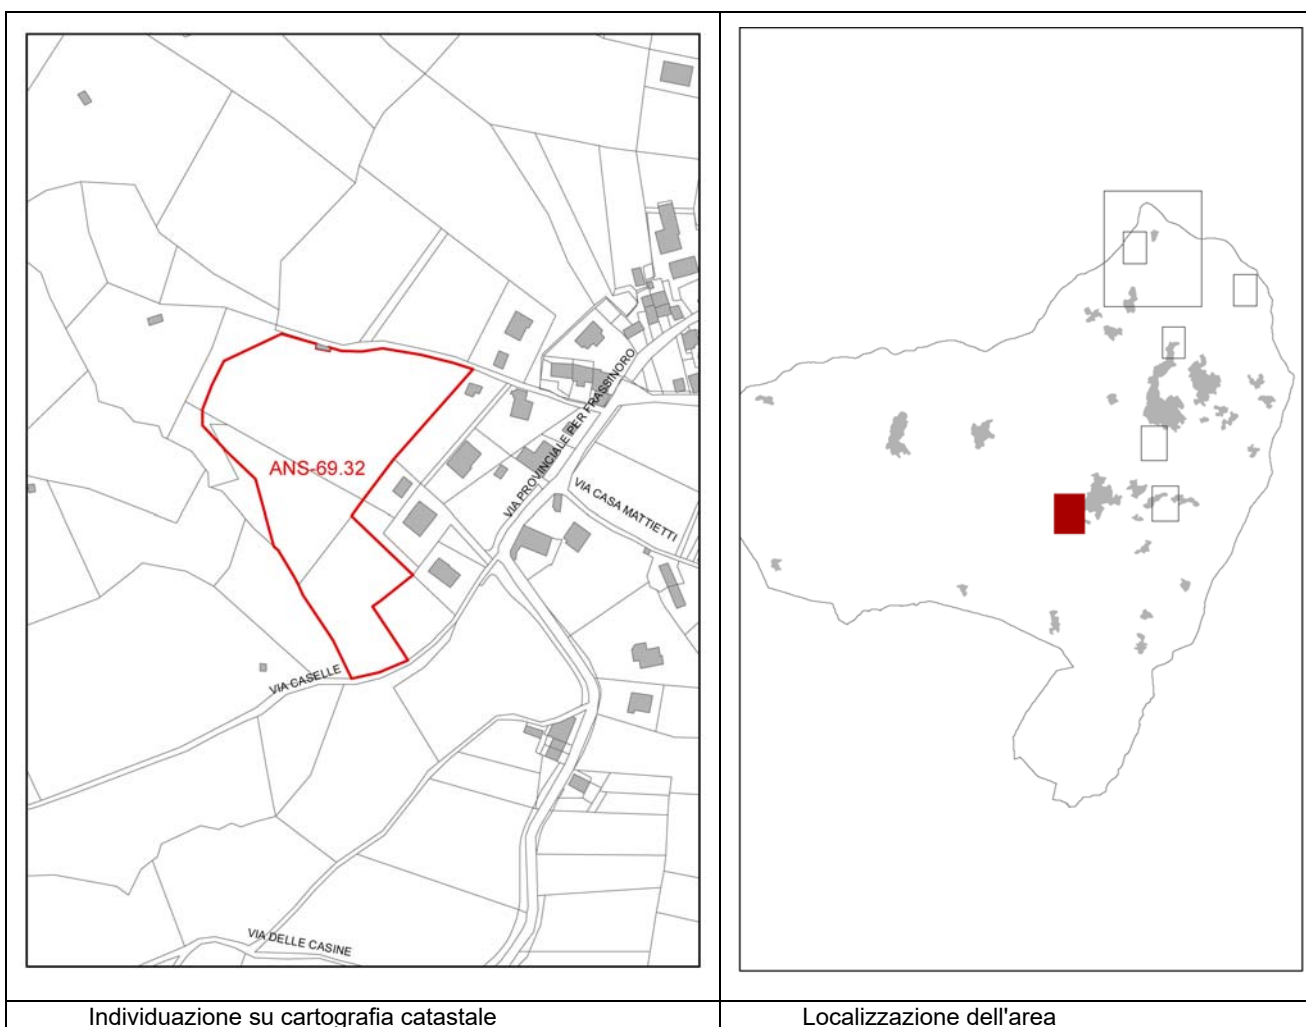 ANS-69.32
VIA PROVINCIALE PER FRASSINORO
VIA CASA MATTIETTI
VIA CASELLE
VIA DELLE CASINE
Individuazione su cartografia catastale
Localizzazione dell'area